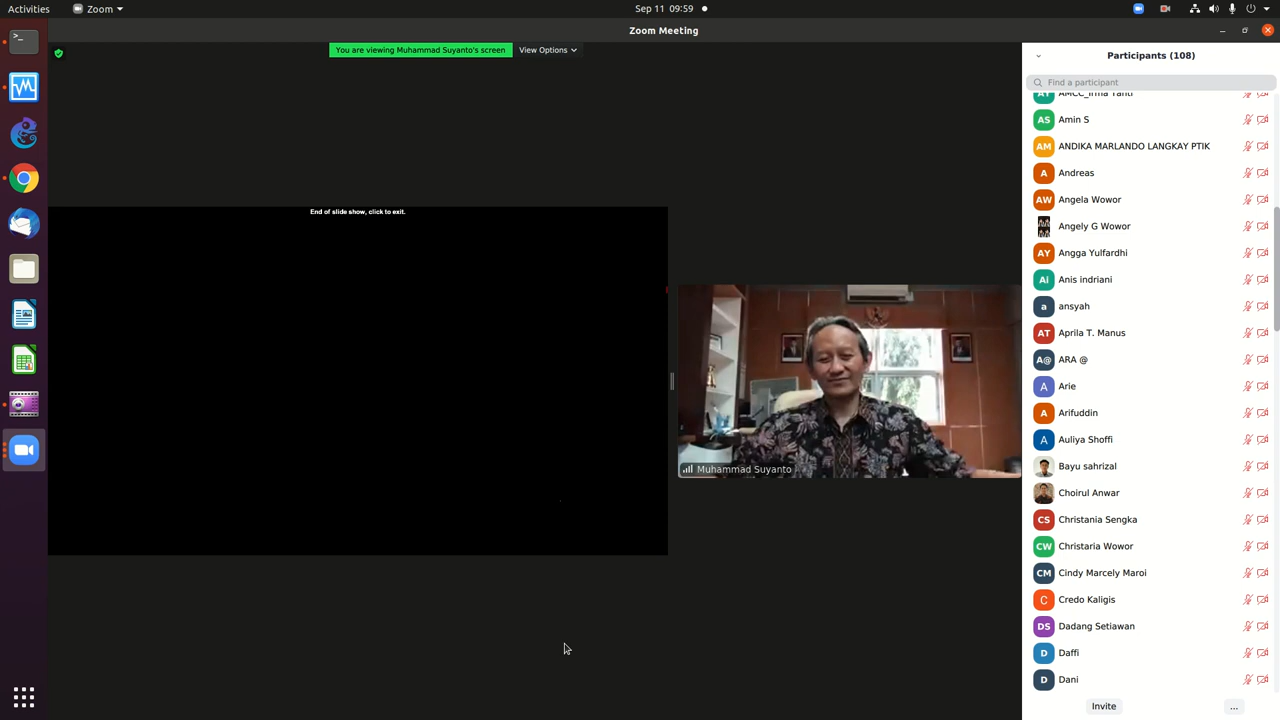 Activities
Zoom
Sep 11 09:59
Zoom Meeting
You are viewing Muhammad Suyanto's screen
View Options
End of slide show, click to exit.
Muhammad Suyanto
Participants (108)
Find a participant
AMCC_Irma Yanti
AS Amin S
AM ANDIKA MARLANDO LANGKAY PTIK
A Andreas
AW Angela Wowor
Angely G Wowor
AY Angga Yulfardhi
Ai Anis indriani
a ansyah
AT Aprila T. Manus
A@ ARA @
A Arie
A Arifuddin
A Auliya Shoffi
Bayu sahrizal
Choirul Anwar
CS Christania Sengka
CW Christaria Wowor
CM Cindy Marcely Maroi
C Credo Kaligis
DS Dadang Setiawan
D Daffi
D Dani
Invite
...